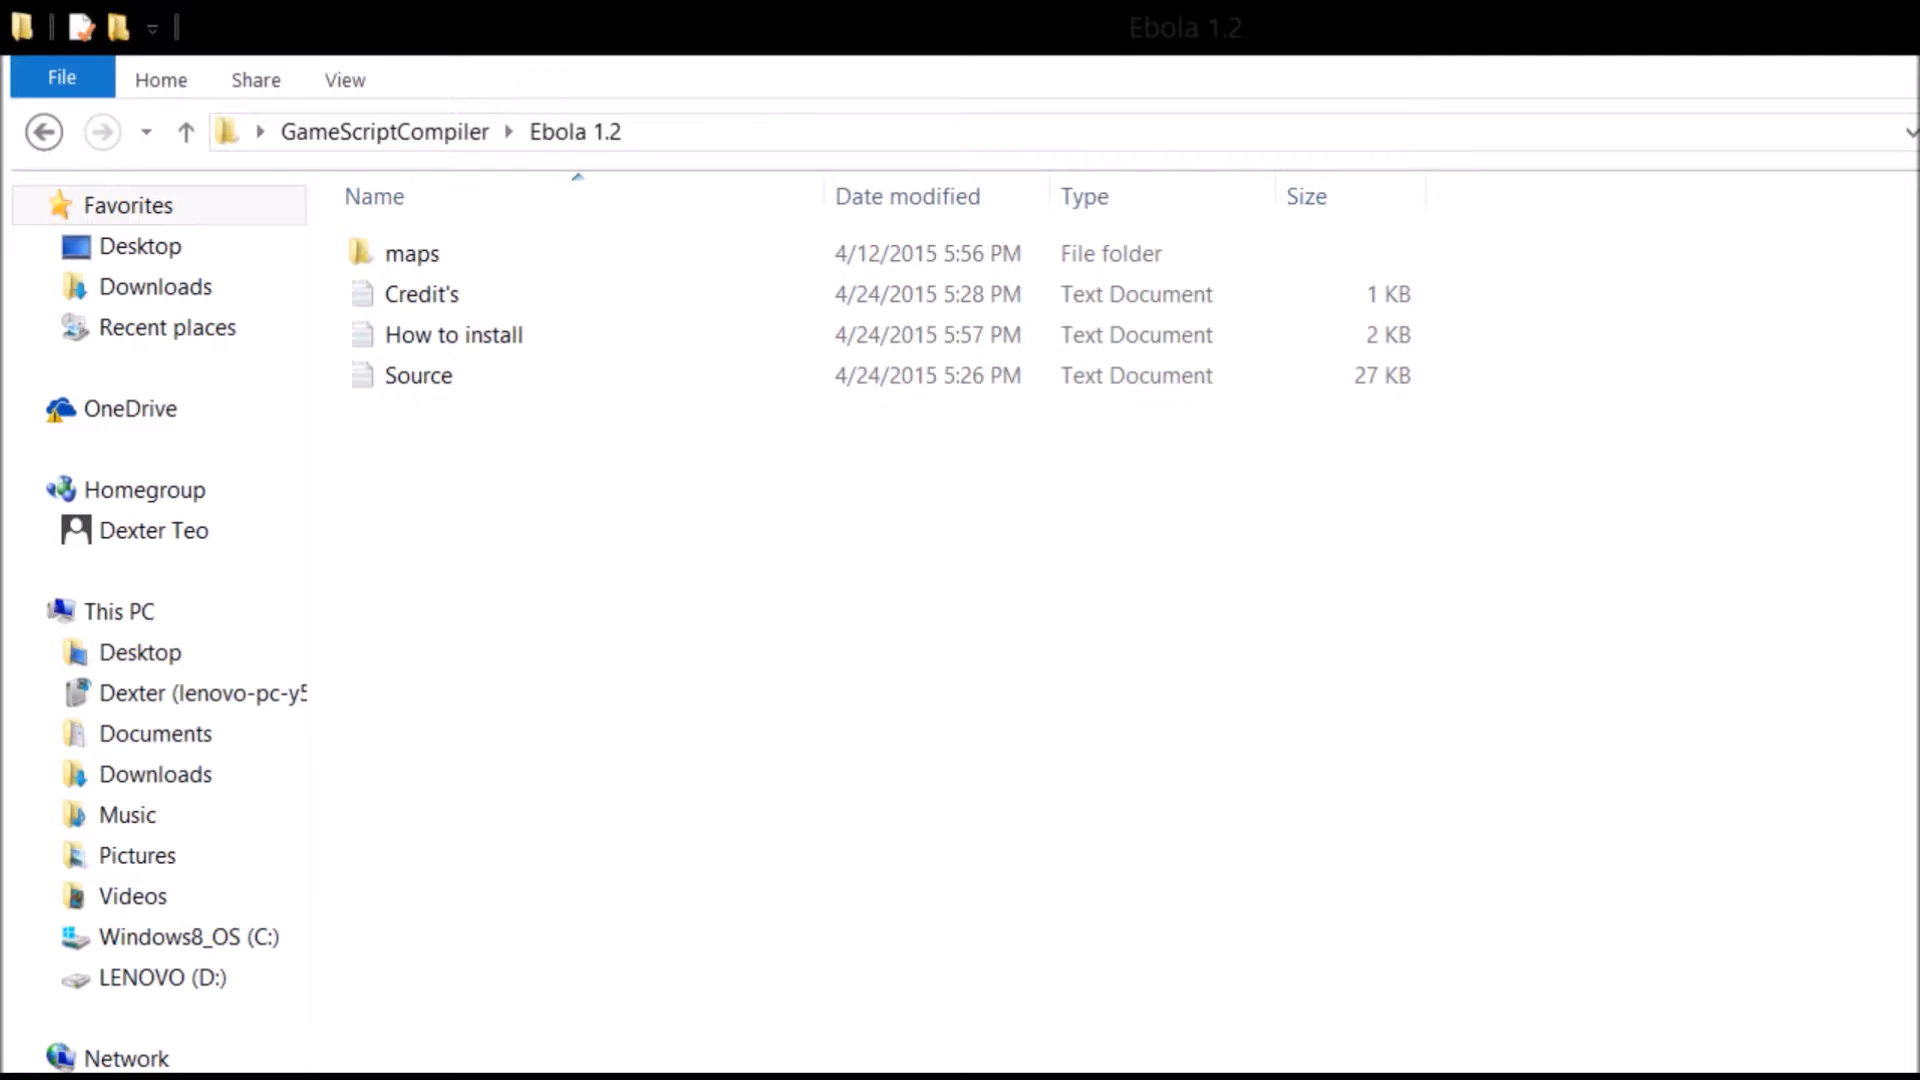 Ebola 1.2
File Home Share View
GameScriptCompiler Ebola 1.2
Name Date modified Type Size
Favorites
Desktop
Downloads
Recent places
OneDrive
Homegroup
Dexter Teo
This PC
Desktop
Dexter (lenovo-pc-y5
Documents
Downloads
Music
Pictures
Videos
Windows8_OS (C:)
LENOVO (D:)
Network
maps 4/12/2015 5:56 PM File folder
Credit's 4/24/2015 5:28 PM Text Document 1 KB
How to install 4/24/2015 5:57 PM Text Document 2 KB
Source 4/24/2015 5:26 PM Text Document 27 KB